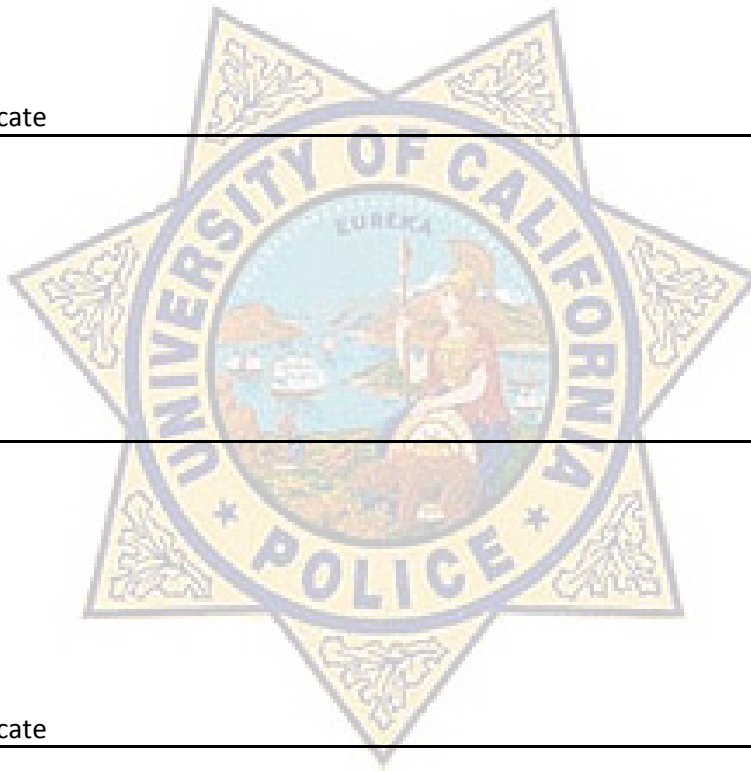 cate
UNIVERSITY OF CALIFORNIA
EUREKA
POLICE
cate